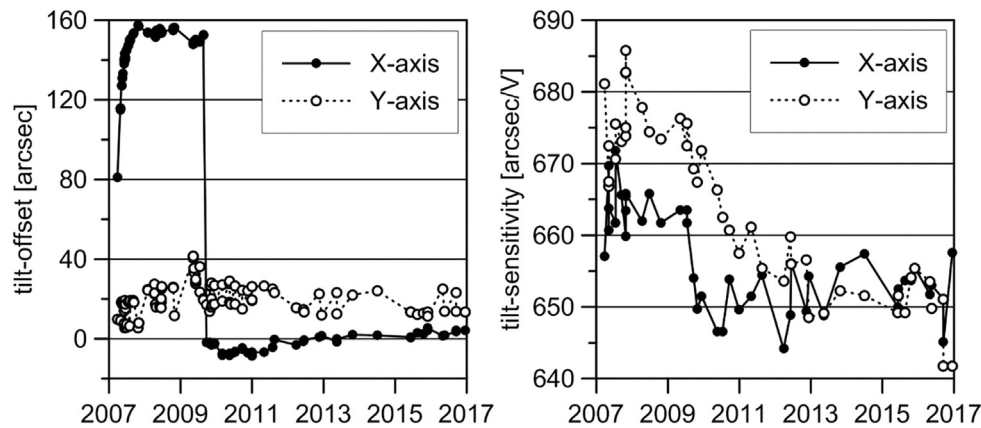 tilt-offset [arcsec]
160
120
80
40
0
X-axis
Y-axis
2007 2009 2011 2013 2015 2017
tilt-sensitivity [arcsec/V]
690
680
670
660
650
640
X-axis
Y-axis
2007 2009 2011 2013 2015 2017